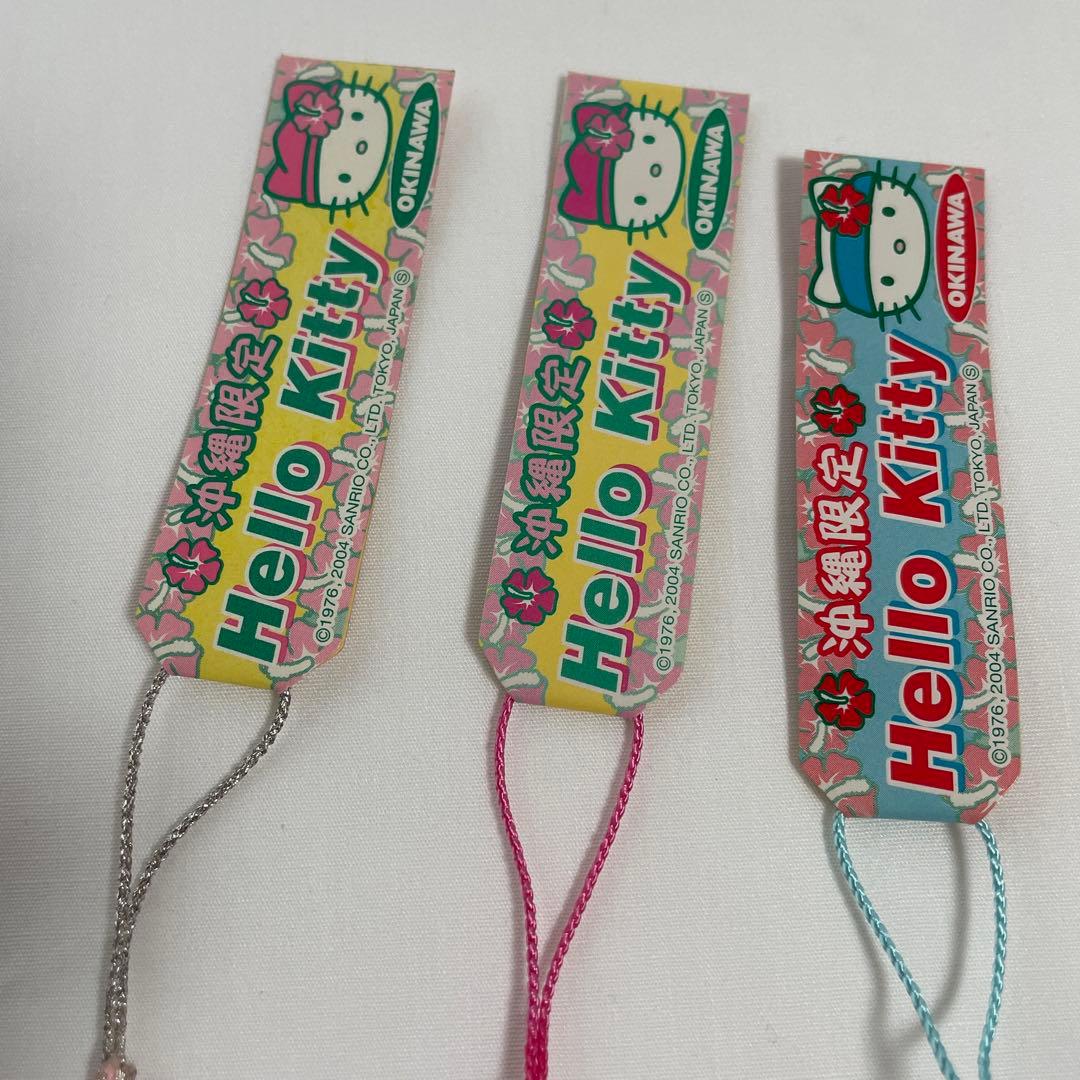 OKINAWA
沖縄限定
Hello Kitty
©1976, 2004 SANRIO CO., LTD. TOKYO, JAPAN Ⓢ
OKINAWA
沖縄限定
Hello Kitty
©1976, 2004 SANRIO CO., LTD. TOKYO, JAPAN Ⓢ
OKINAWA
沖縄限定
Hello Kitty
©1976, 2004 SANRIO CO., LTD. TOKYO, JAPAN Ⓢ